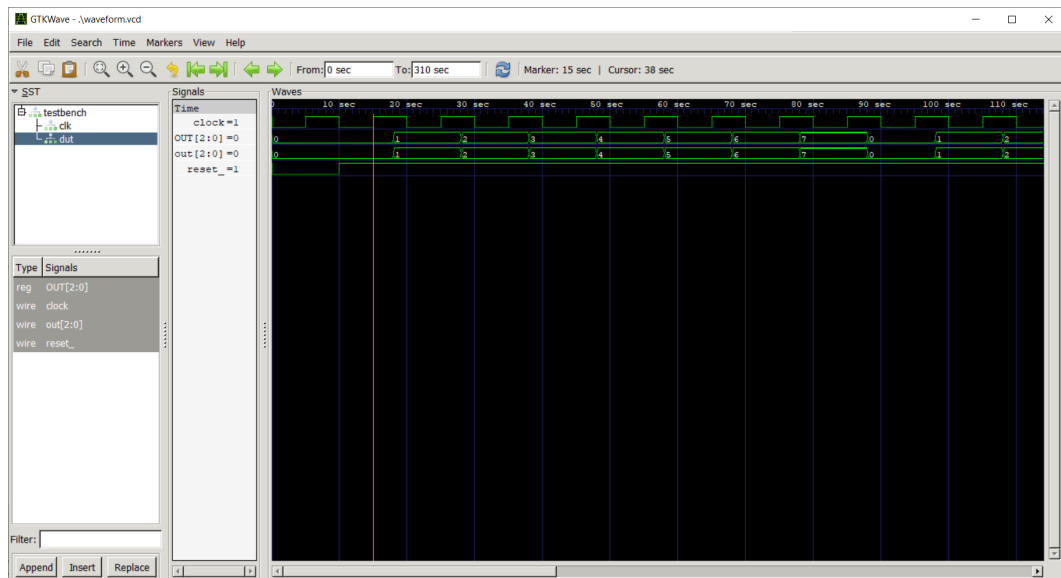 GTKWave - .\waveform.vcd
File Edit Search Time Markers View Help
From: 0 sec To: 310 sec Marker: 15 sec | Cursor: 38 sec
SST
testbench
clk
dut
Type Signals
reg OUT[2:0]
wire clock
wire out[2:0]
wire reset_
Filter:
Append Insert Replace
Signals
Time
clock=1
OUT[2:0]=0
out[2:0]=0
reset_=1
Waves
0 10 sec 20 sec 30 sec 40 sec 50 sec 60 sec 70 sec 80 sec 90 sec 100 sec 110 sec
0 1 2 3 4 5 6 7 0 1 2
0 1 2 3 4 5 6 7 0 1 2